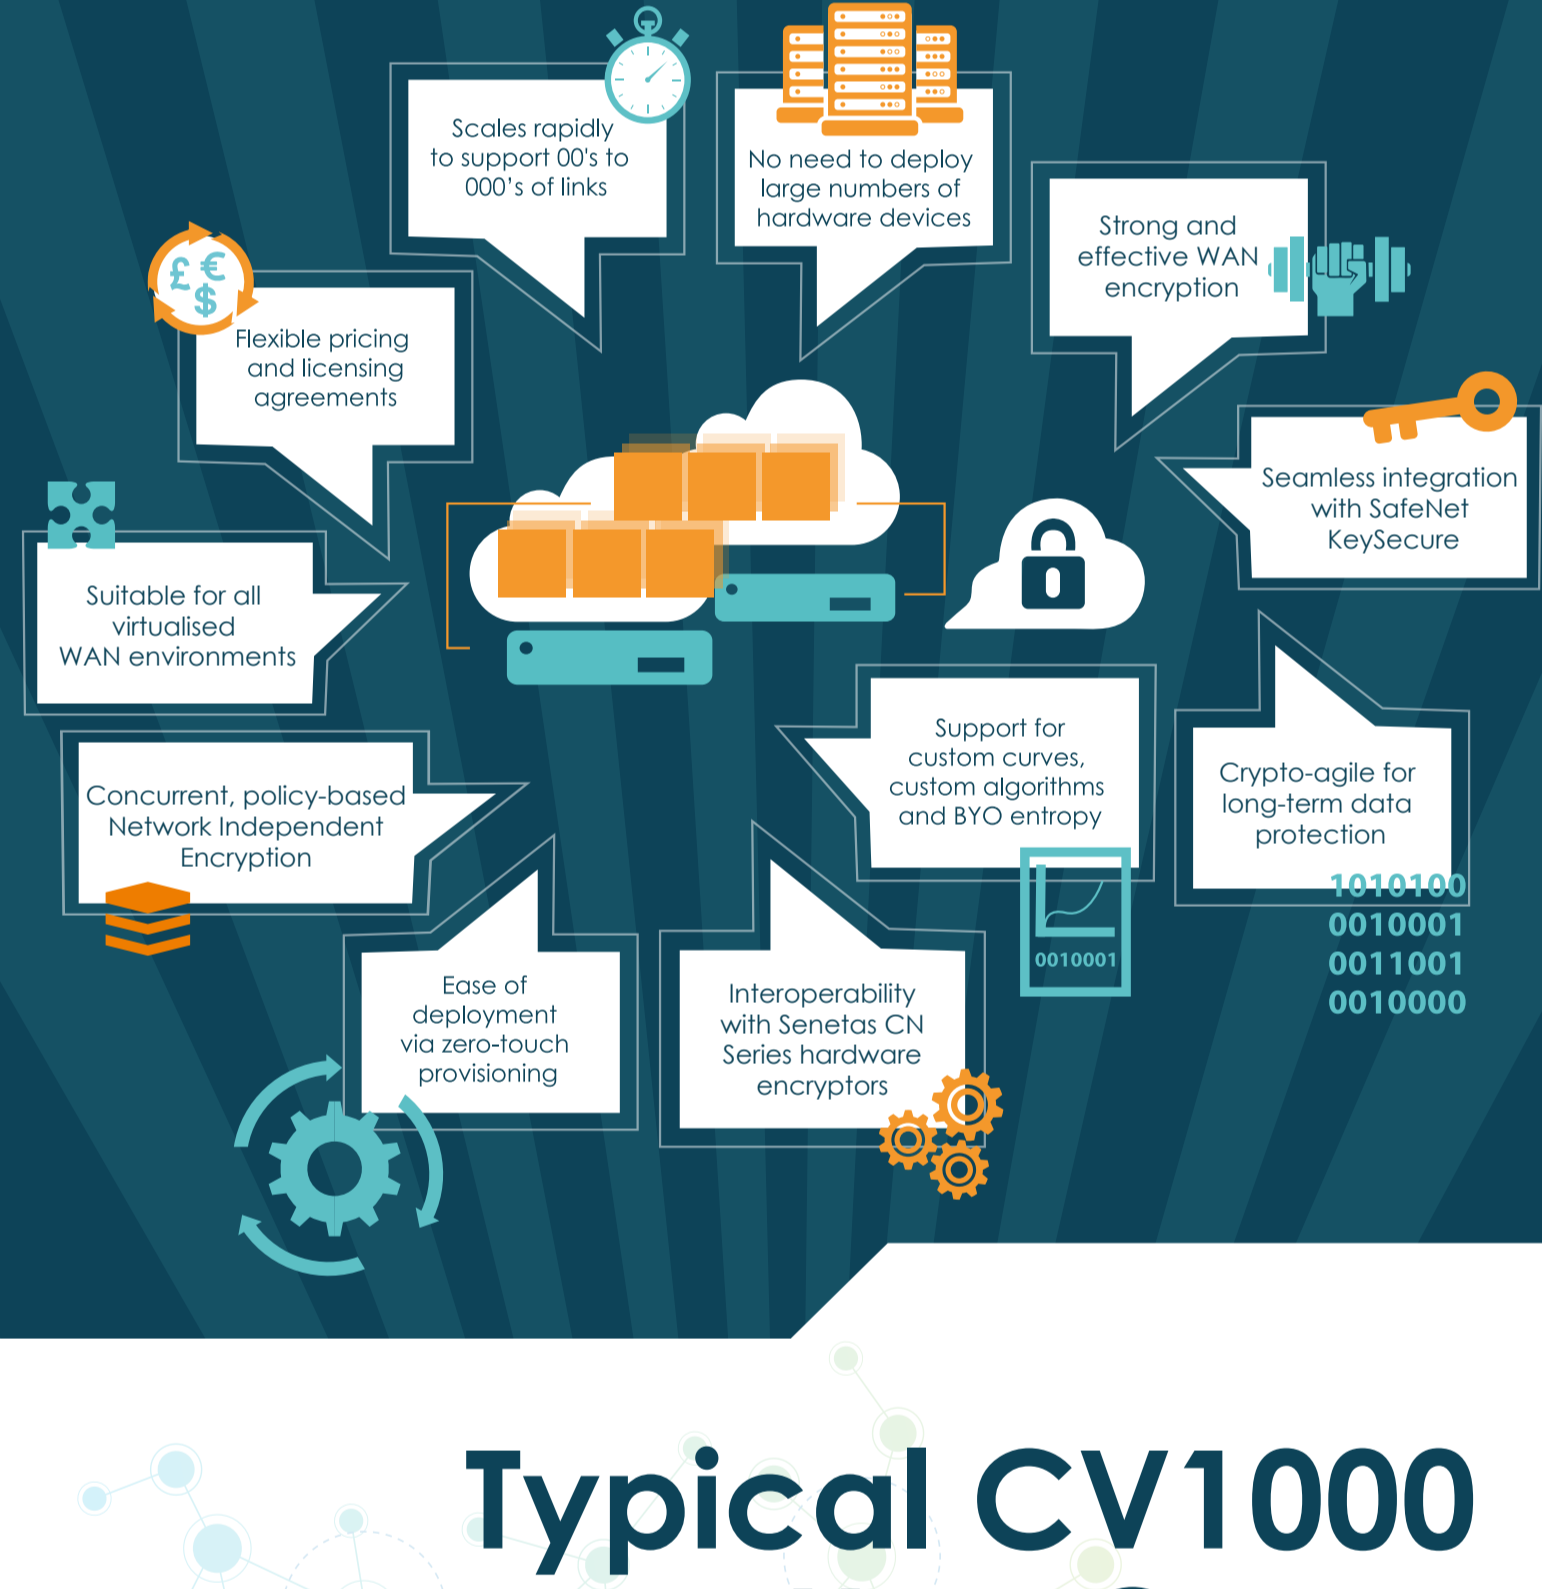 Scales rapidly
to support 00's to
000's of links
No need to deploy
large numbers of
hardware devices
Strong and
effective WAN
encryption
£ €
$
Flexible pricing
and licensing
agreements
Seamless integration
with SafeNet
KeySecure
Suitable for all
virtualised
WAN environments
Support for
custom curves,
custom algorithms
and BYO entropy
0010001
Crypto-agile for
long-term data
protection
1010100
0010001
0011001
0010000
Concurrent, policy-based
Network Independent
Encryption
Ease of
deployment
via zero-touch
provisioning
Interoperability
with Senetas CN
Series hardware
encryptors
Typical CV1000